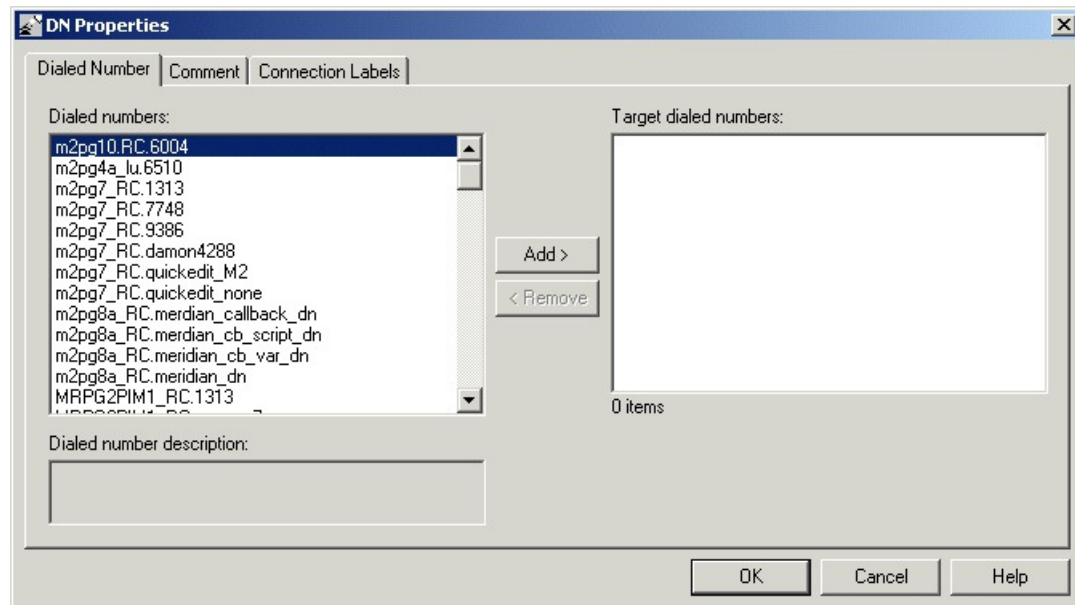 DN Properties
Dialed Number
Comment
Connection Labels
Dialed numbers:
m2pg10.RC.6004
m2pg4a_lu.6510
m2pg7_RC.1313
m2pg7_RC.7748
m2pg7_RC.9386
m2pg7_RC.damon4288
m2pg7_RC.quickedit_M2
m2pg7_RC.quickedit_none
m2pg8a_RC.merdian_callback_dn
m2pg8a_RC.merdian_cb_script_dn
m2pg8a_RC.meridian_cb_var_dn
m2pg8a_RC.meridian_dn
MRPG2PIM1_RC.1313
Add >
< Remove
Target dialed numbers:
0 items
Dialed number description:
OK
Cancel
Help